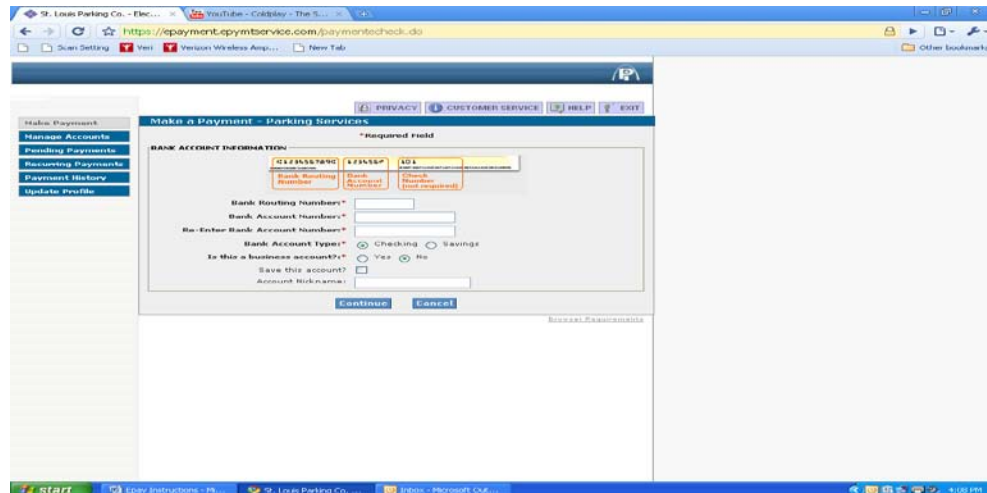 St. Louis Parking Co. - Elec...
YouTube - Coldplay - The S...
https://epayment.epymtservice.com/paymentecheck.do
Scan Setting Veri Verizon Wireless Amp... New Tab Other bookmarks
PRIVACY CUSTOMER SERVICE HELP EXIT
Make Payment
Manage Accounts
Pending Payments
Recurring Payments
Payment History
Update Profile
Make a Payment - Parking Services
*Required Field
BANK ACCOUNT INFORMATION
Bank Routing Number
Bank Account Number
Check Number (not required)
Bank Routing Number:*
Bank Account Number:*
Re-Enter Bank Account Number:*
Bank Account Type:* Checking Savings
Is this a business account?:* Yes No
Save this account?
Account Nickname:
Continue Cancel
Browser Requirements
start Epay Instructions - Mi... St. Louis Parking Co. ... Inbox - Microsoft Out... 4:08 PM